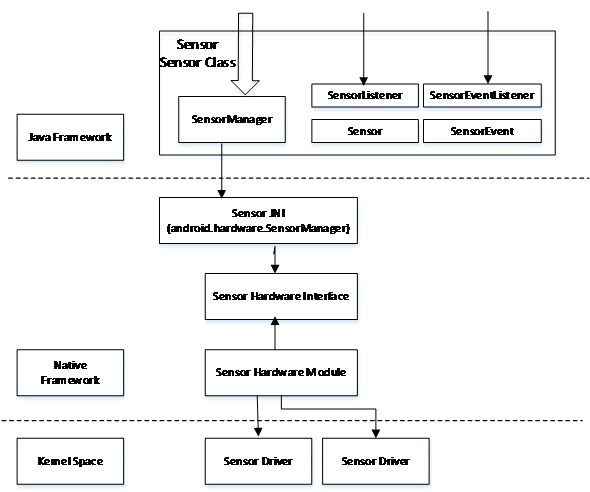 Sensor
Sensor Class
SensorListener
SensorEventListener
SensorManager
Sensor
SensorEvent
Java Framework
Sensor JNI
(android.hardware.SensorManager)
Sensor Hardware Interface
Native
Framework
Sensor Hardware Module
Kernel Space
Sensor Driver
Sensor Driver